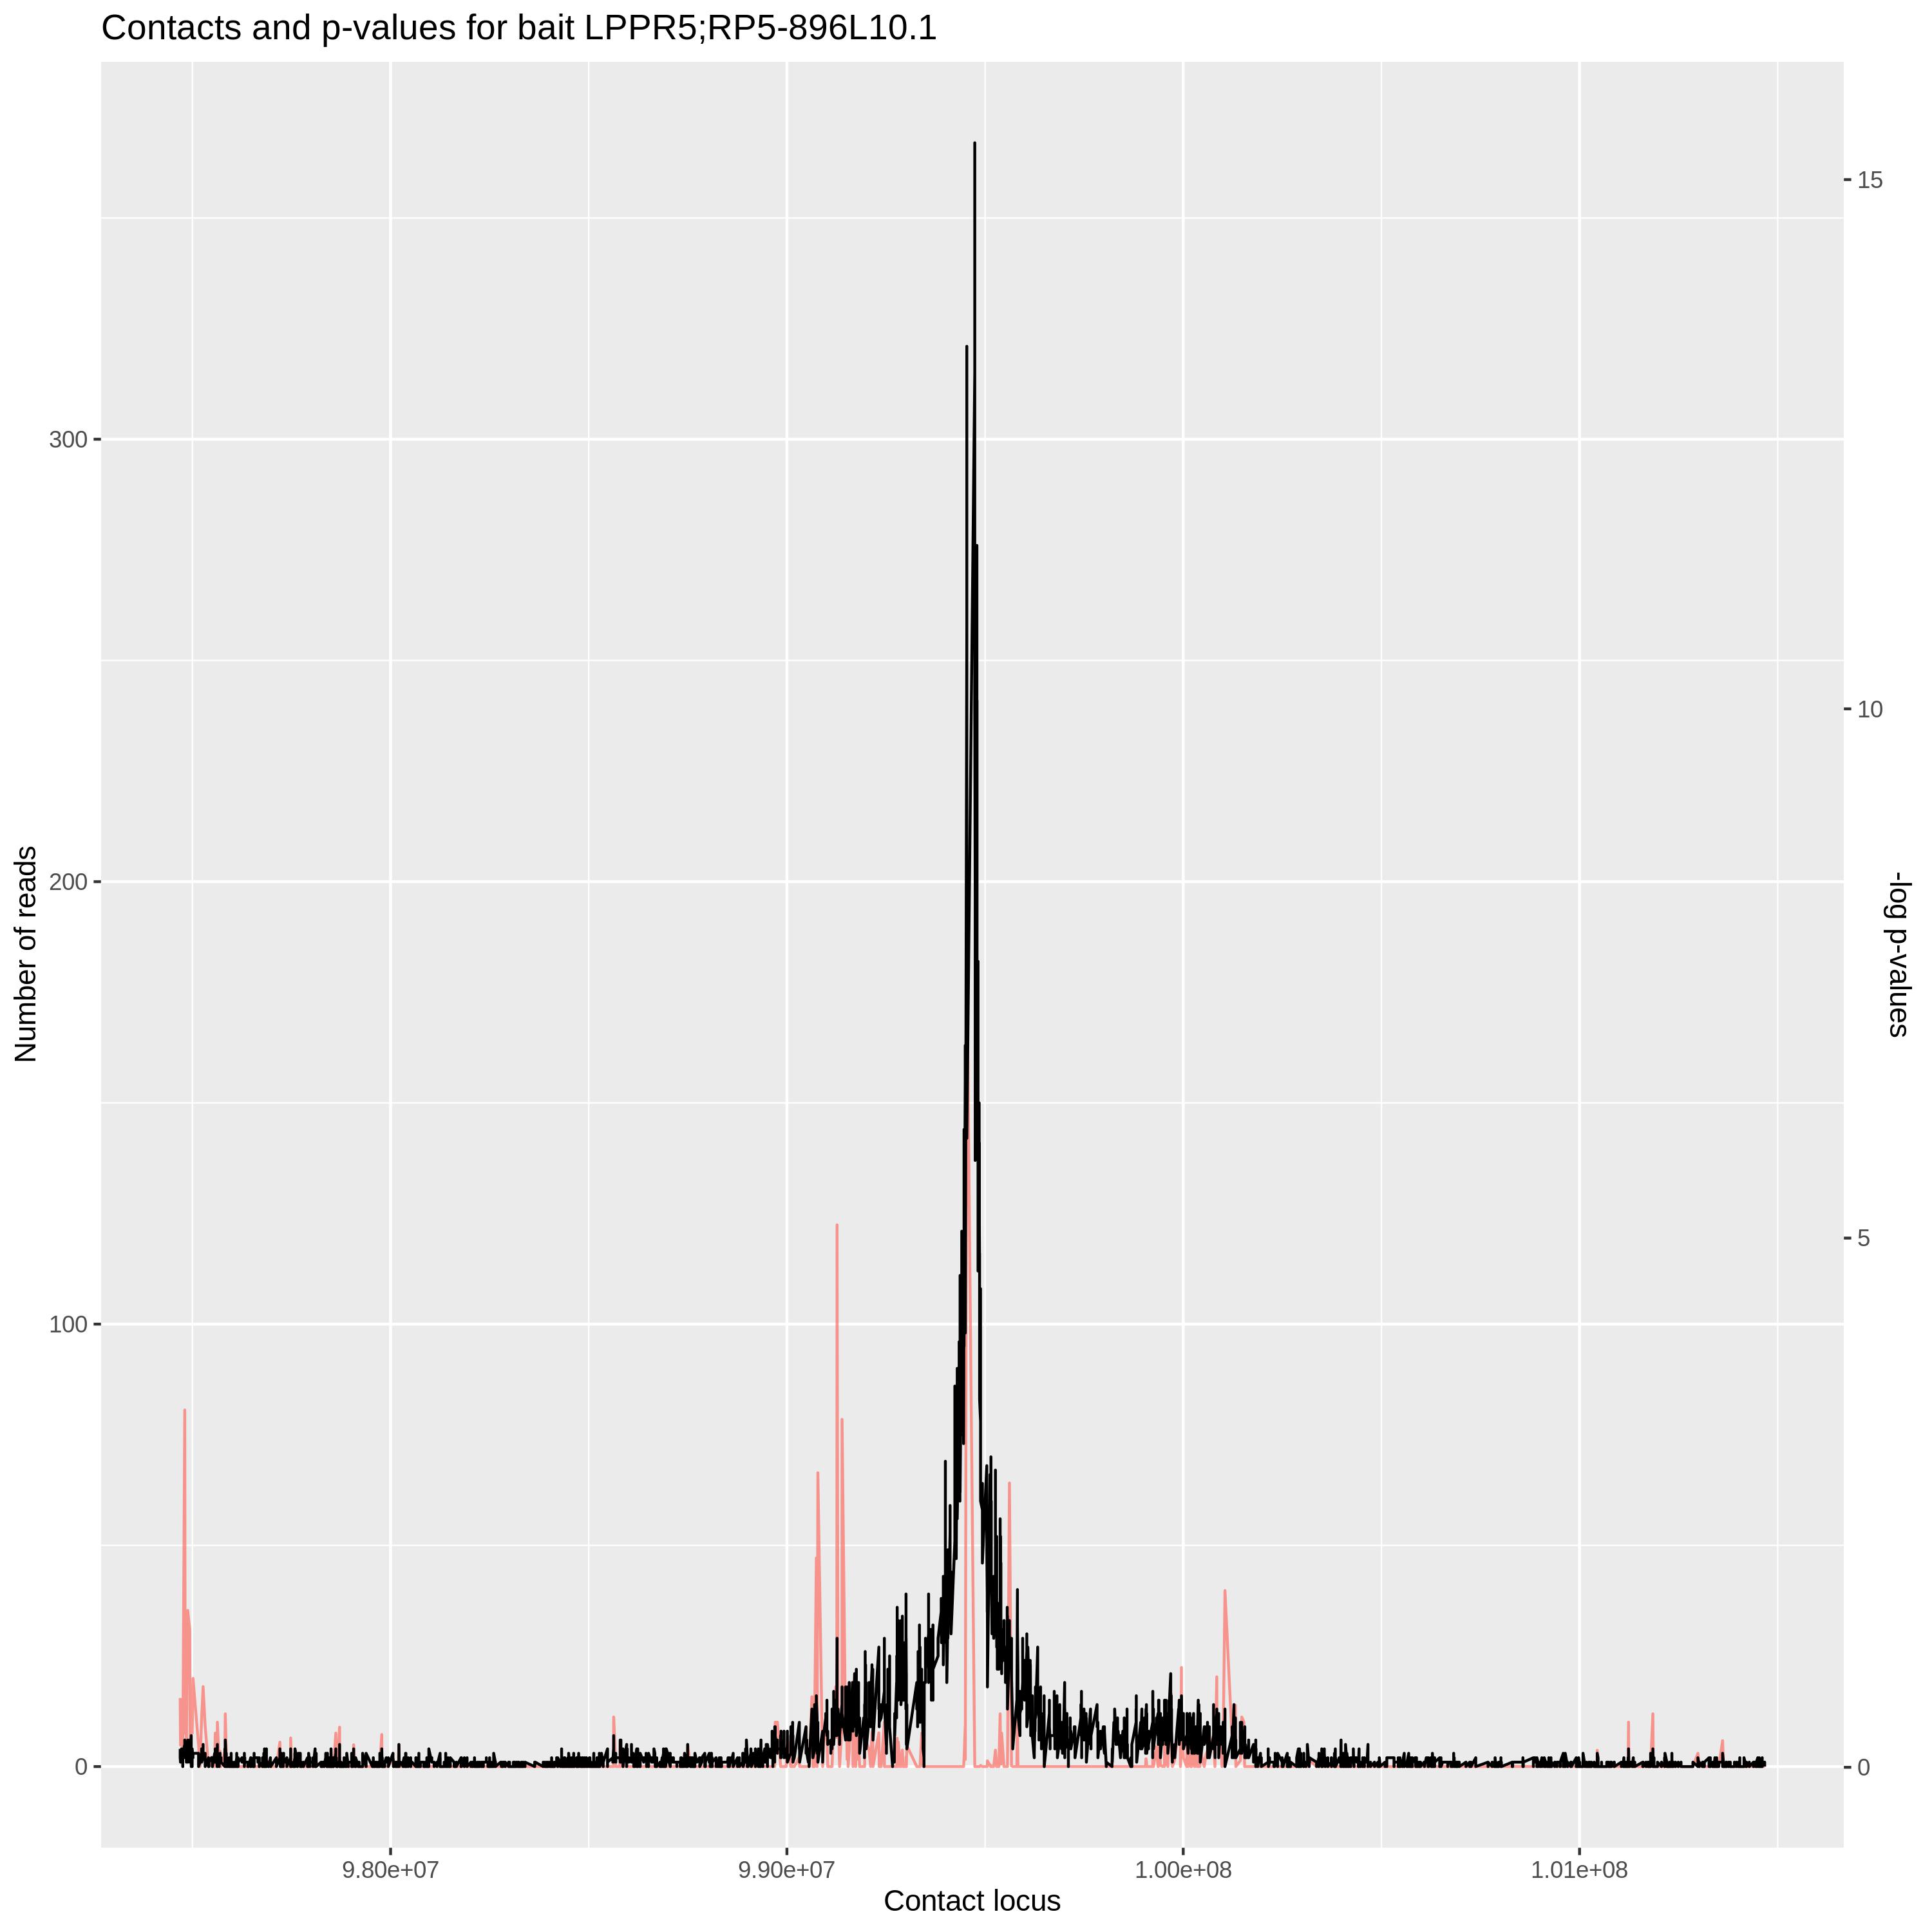 Contacts and p-values for bait LPPR5;RP5-896L10.1
Number of reads
300
200
100
0
15
10
5
0
-log p-values
9.80e+07
9.90e+07
1.00e+08
1.01e+08
Contact locus